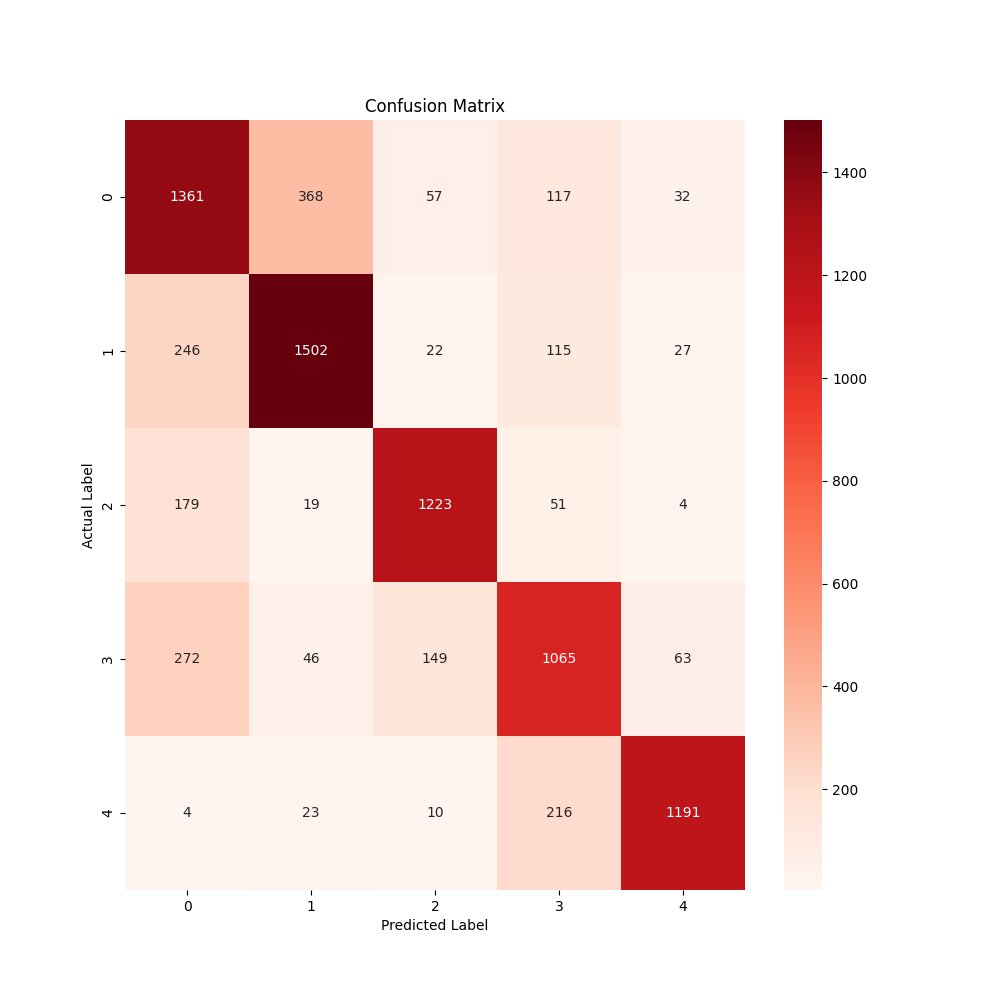 Confusion Matrix
0 1361 368 57 117 32
1 246 1502 22 115 27
2 179 19 1223 51 4
3 272 46 149 1065 63
4 4 23 10 216 1191
0 1 2 3 4
Predicted Label
Actual Label
1400
1200
1000
800
600
400
200